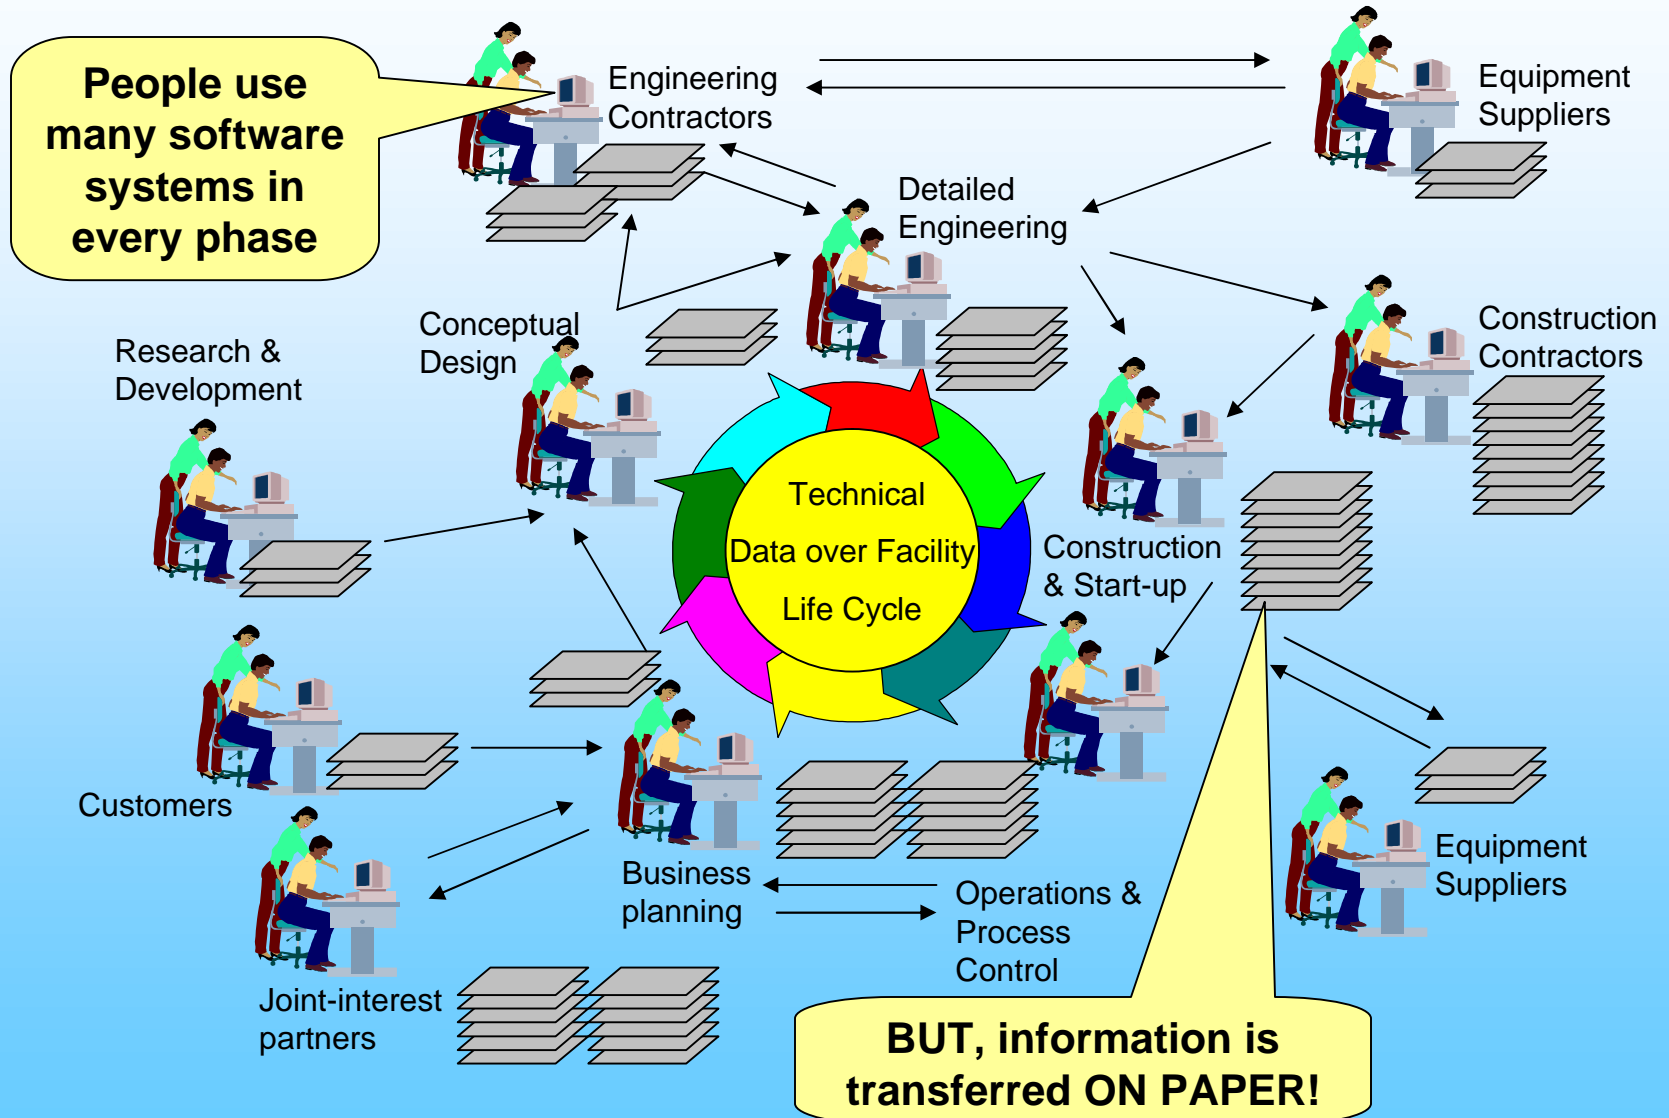 People use
many software
systems in
every phase
Engineering
Contractors
Equipment
Suppliers
Detailed
Engineering
Conceptual
Design
Research &
Development
Construction
Contractors
Technical
Data over Facility
Life Cycle
Construction
& Start-up
Customers
Business
planning
Operations &
Process
Control
Equipment
Suppliers
Joint-interest
partners
BUT, information is
transferred ON PAPER!